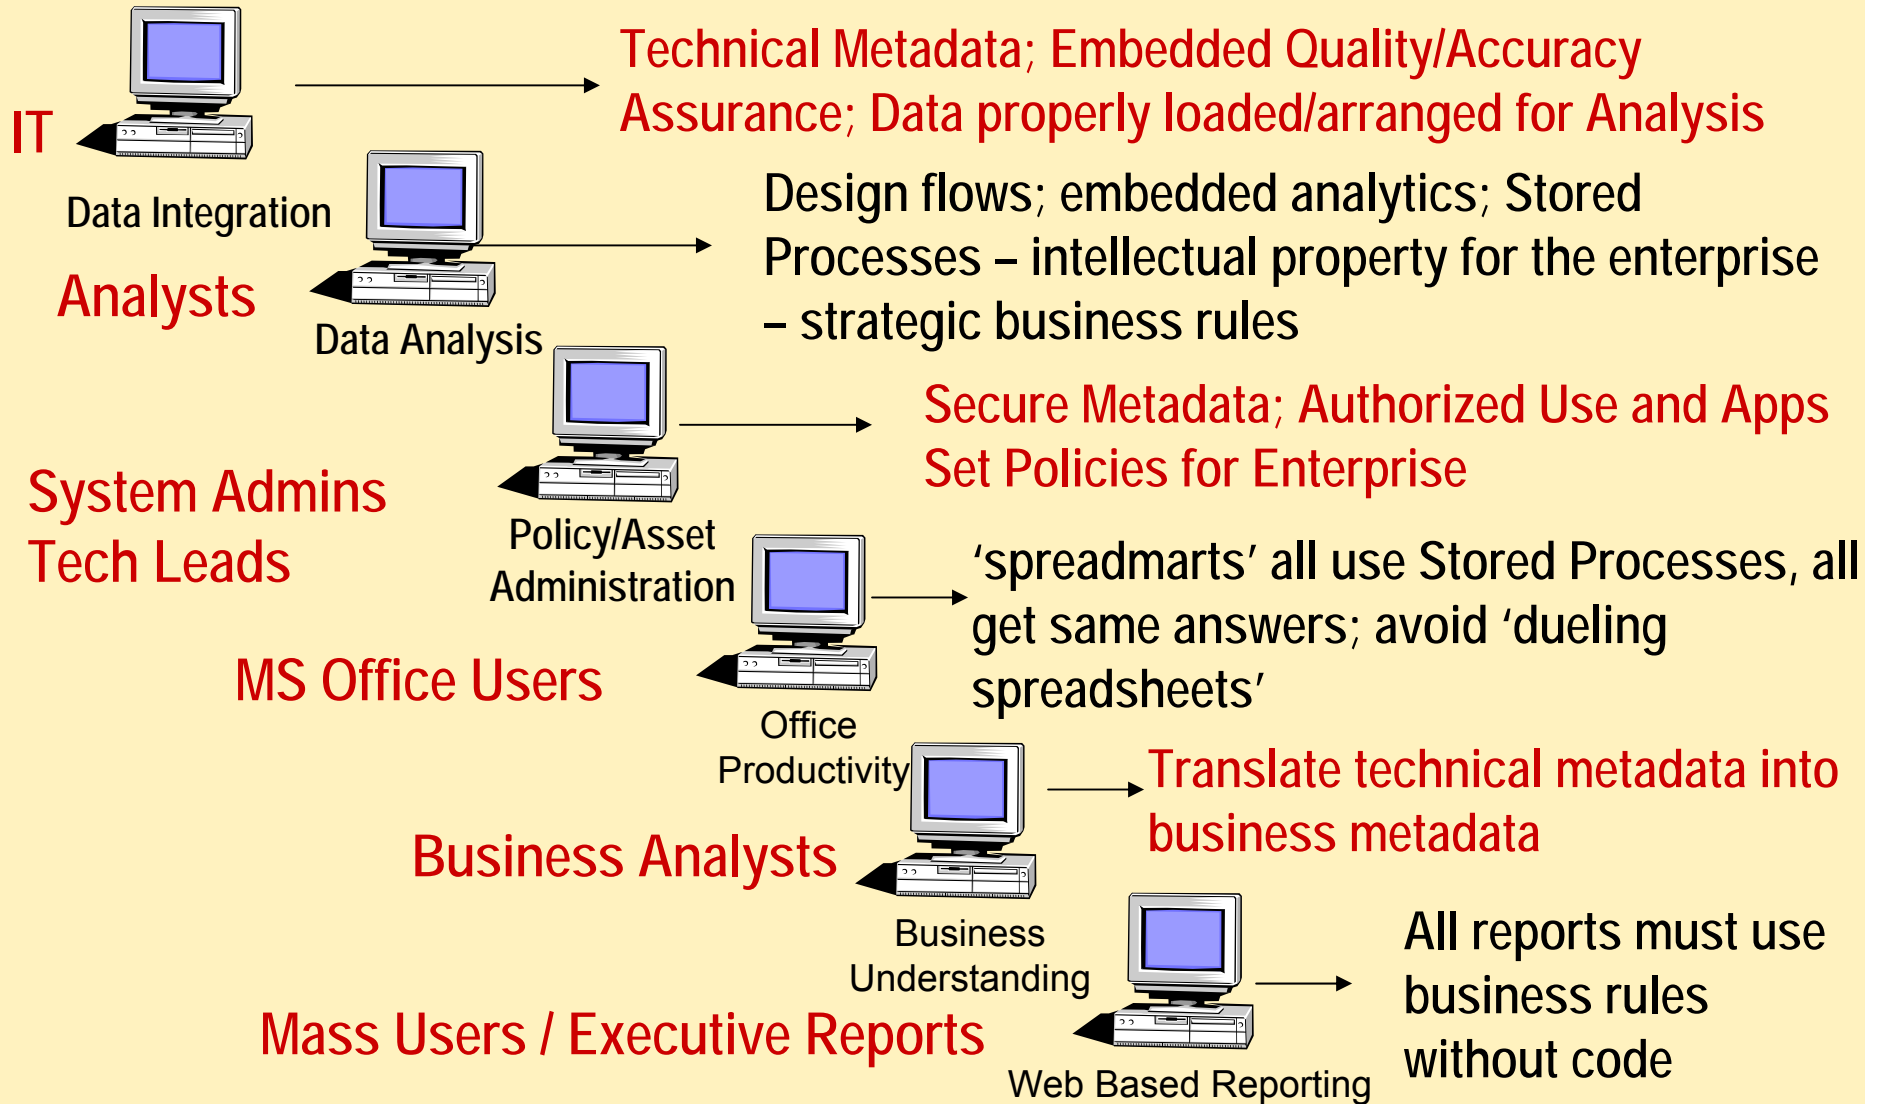 IT
Technical Metadata; Embedded Quality/Accuracy
Assurance; Data properly loaded/arranged for Analysis
Data Integration
Analysts
Design flows; embedded analytics; Stored
Processes – intellectual property for the enterprise
– strategic business rules
Data Analysis
System Admins
Tech Leads
Secure Metadata; Authorized Use and Apps
Set Policies for Enterprise
Policy/Asset
Administration
MS Office Users
‘spreadmarts’ all use Stored Processes, all
get same answers; avoid ‘dueling
spreadsheets’
Office
Productivity
Business Analysts
Translate technical metadata into
business metadata
Business
Understanding
Mass Users / Executive Reports
All reports must use
business rules
without code
Web Based Reporting